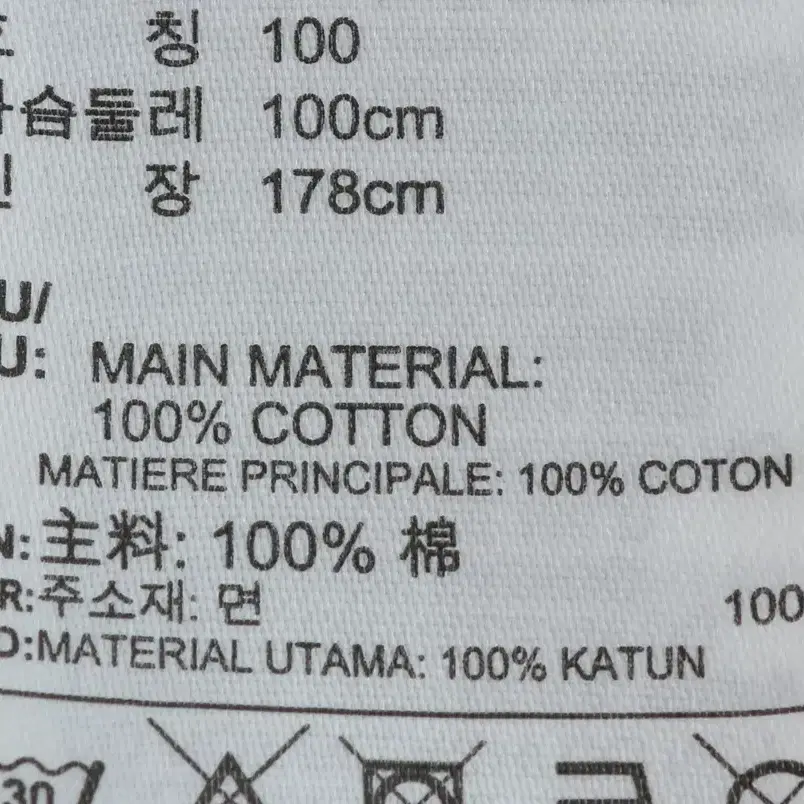 칭 100
슴둘레 100cm
장 178cm
U/
U: MAIN MATERIAL:
100% COTTON
MATIERE PRINCIPALE: 100% COTON
N:主料: 100% 棉
R:주소재: 면 100
D:MATERIAL UTAMA: 100% KATUN
30